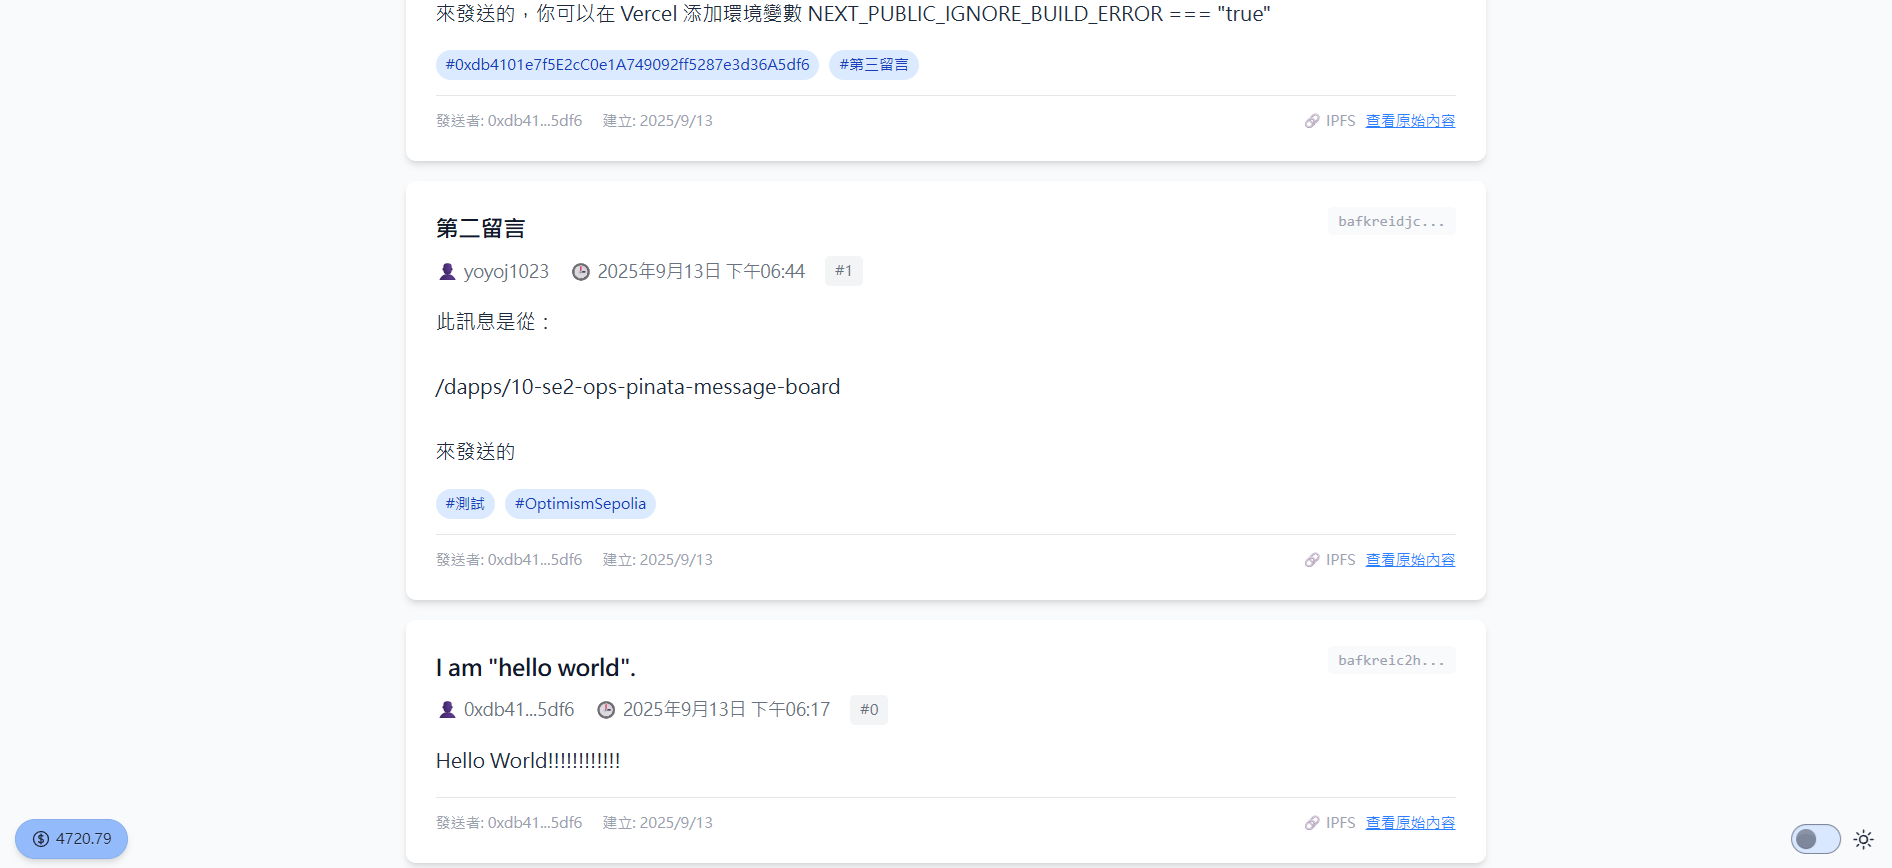 來發送的，你可以在 Vercel 添加環境變數 NEXT_PUBLIC_IGNORE_BUILD_ERROR === "true"
#0xdb4101e7f5E2cC0e1A749092ff5287e3d36A5df6 #第三留言
發送者: 0xdb41...5df6 建立: 2025/9/13 IPFS 查看原始內容
第二留言 bafkreidjc...
yoyoj1023 2025年9月13日 下午06:44 #1
此訊息是從：
/dapps/10-se2-ops-pinata-message-board
來發送的
#測試 #OptimismSepolia
發送者: 0xdb41...5df6 建立: 2025/9/13 IPFS 查看原始內容
I am "hello world". bafkreic2h...
0xdb41...5df6 2025年9月13日 下午06:17 #0
Hello World!!!!!!!!!!!!
發送者: 0xdb41...5df6 建立: 2025/9/13 IPFS 查看原始內容
4720.79